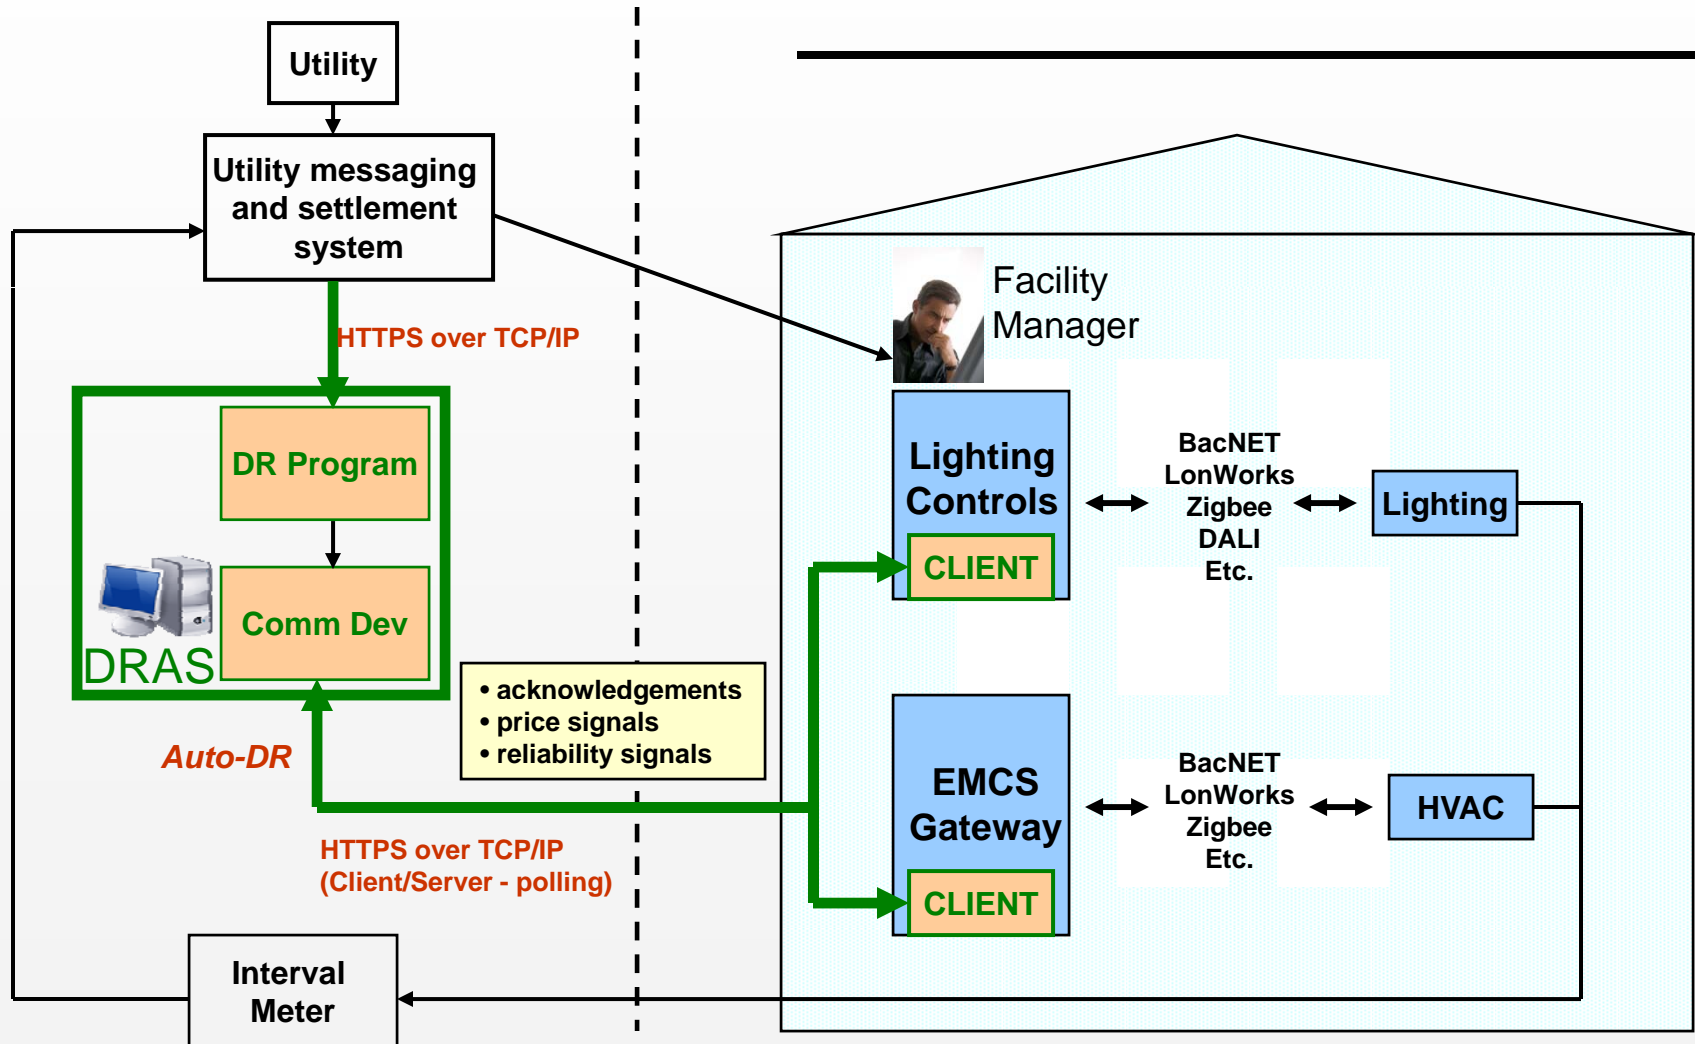 Utility
Utility messaging
and settlement
system
HTTPS over TCP/IP
DR Program
Comm Dev
DRAS
Auto-DR
• acknowledgements
• price signals
• reliability signals
HTTPS over TCP/IP
(Client/Server - polling)
Interval
Meter
Facility
Manager
Lighting
Controls
CLIENT
BacNET
LonWorks
Zigbee
DALI
Etc.
Lighting
EMCS
Gateway
CLIENT
BacNET
LonWorks
Zigbee
Etc.
HVAC